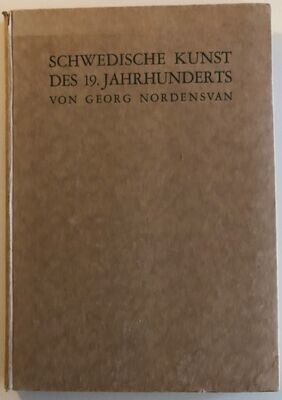 SCHWEDISCHE KUNST
DES 19. JAHRHUNDERTS
VON GEORG NORDENSVAN